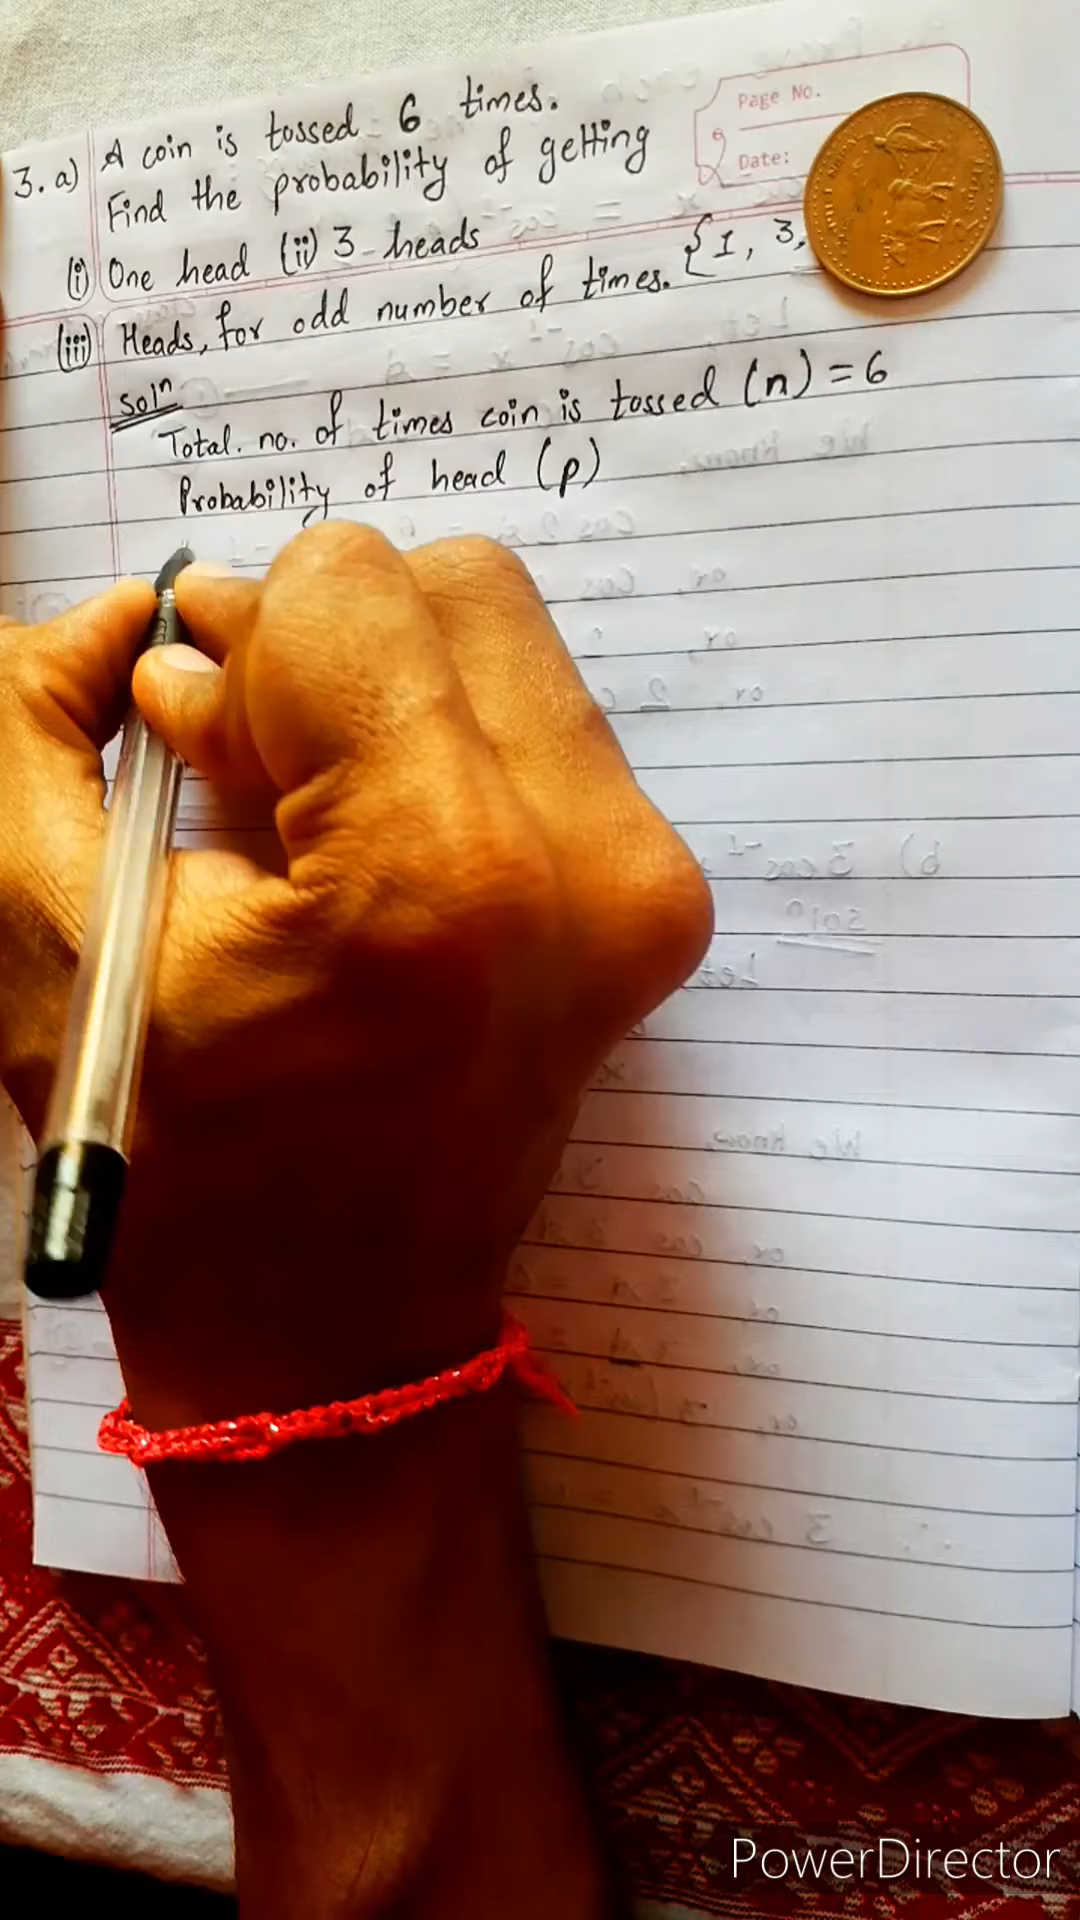 Page No.
Date:
3. a) A coin is tossed 6 times.
Find the probability of getting
(i) One head (ii) 3 heads
(iii) Heads, for odd number of times. {1, 3,
Solⁿ
Total. no. of times coin is tossed (n) = 6
Probability of head (p)
PowerDirector